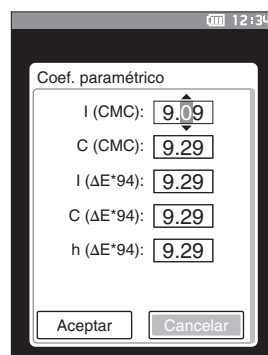 12:34
Coef. paramétrico
l (CMC): 9.09
C (CMC): 9.29
l (ΔE*94): 9.29
C (ΔE*94): 9.29
h (ΔE*94): 9.29
Aceptar Cancelar